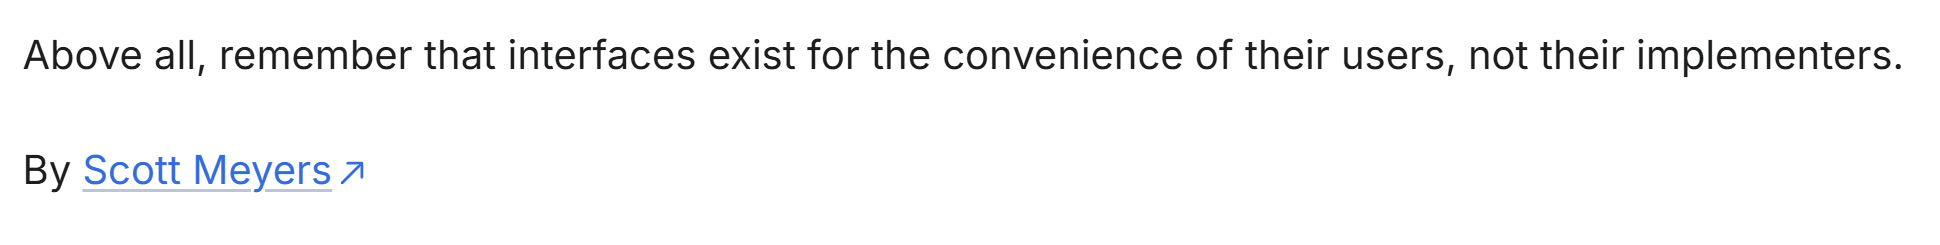 Above all, remember that interfaces exist for the convenience of their users, not their implementers.
By Scott Meyers↗